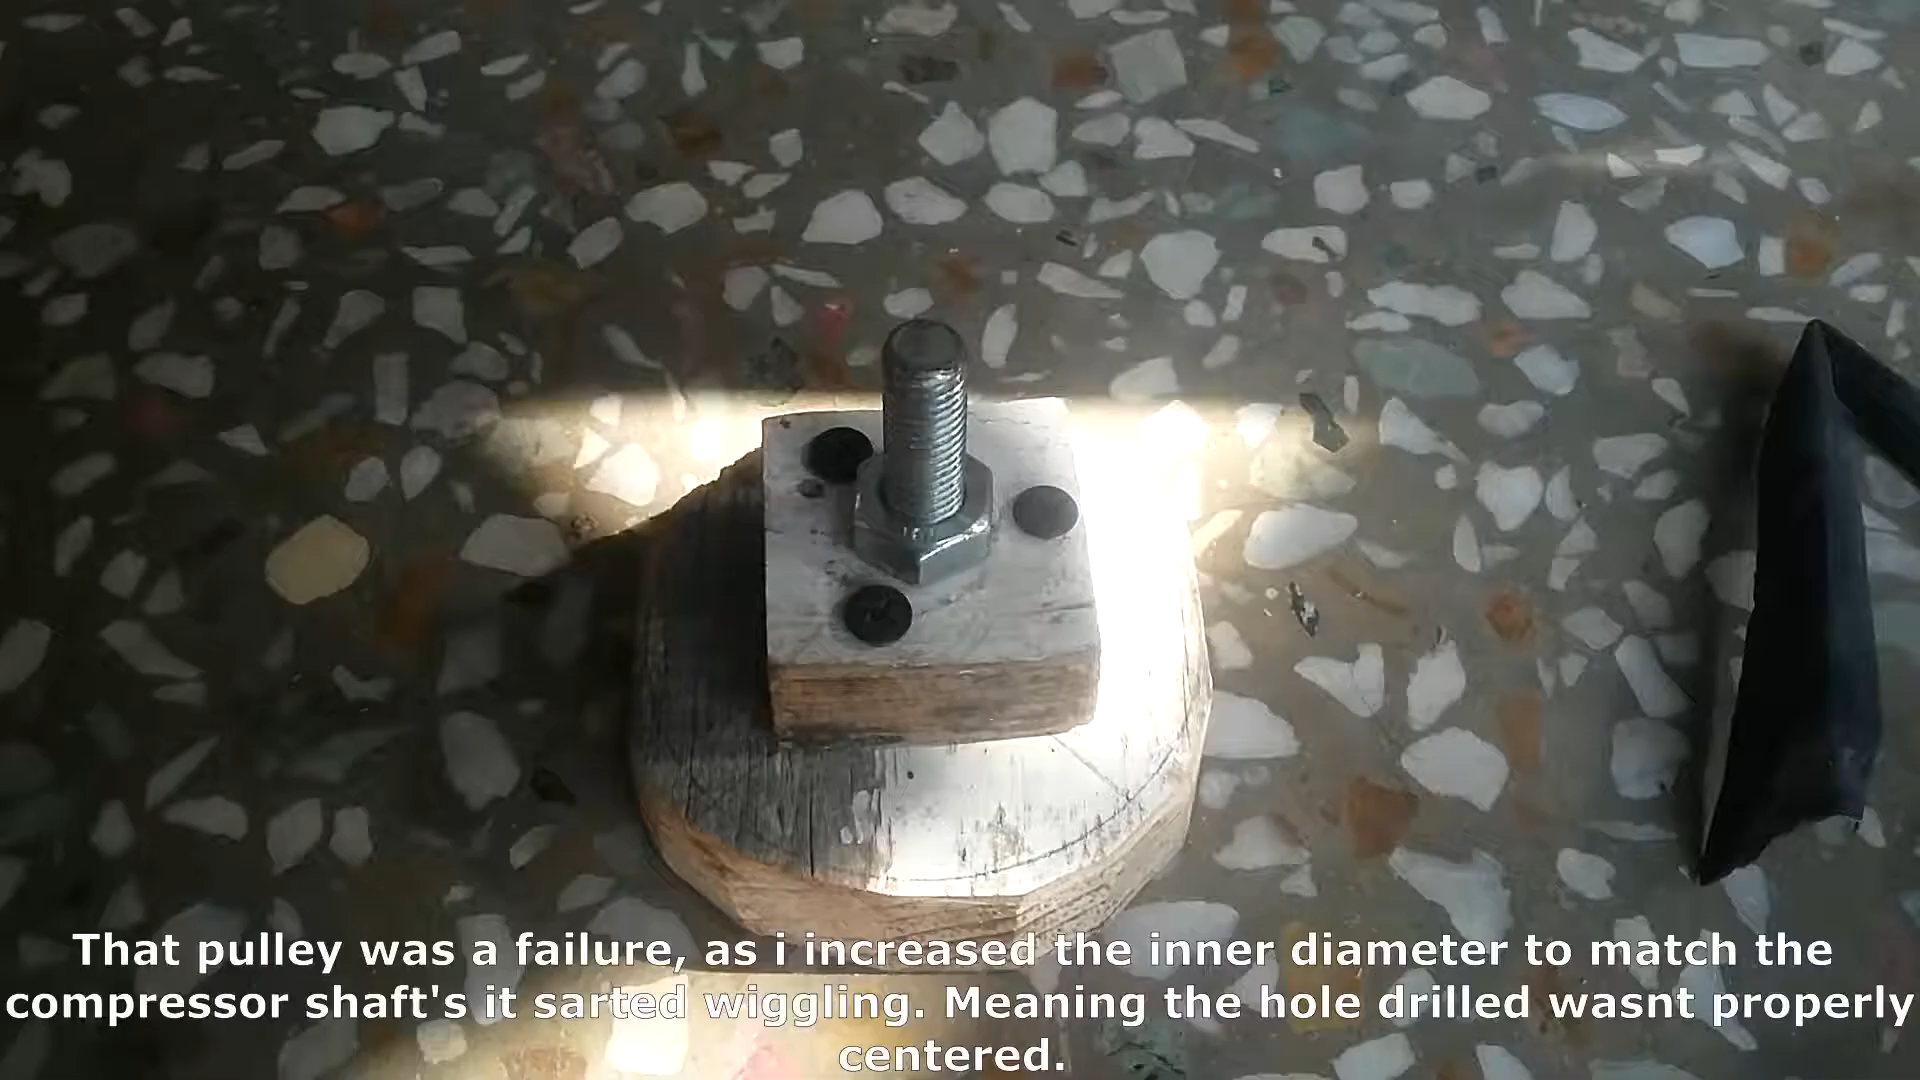 That pulley was a failure, as i increased the inner diameter to match the
compressor shaft's it sarted wiggling. Meaning the hole drilled wasnt properly
centered.